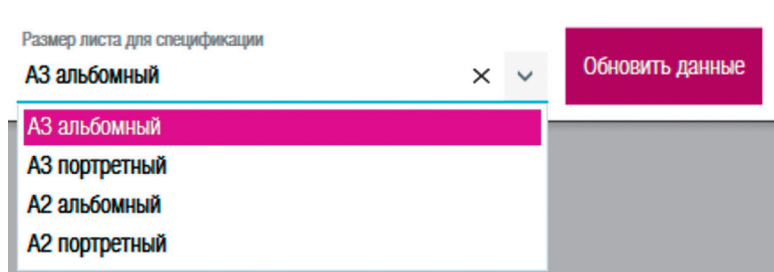 Размер листа для спецификации
А3 альбомный
Обновить данные
А3 альбомный
А3 портретный
А2 альбомный
А2 портретный